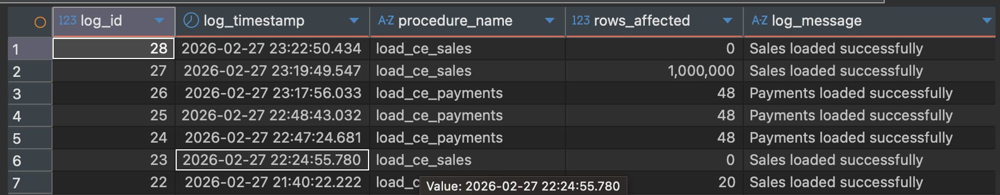 123 log_id log_timestamp A-Z procedure_name 123 rows_affected A-Z log_message
1 28 2026-02-27 23:22:50.434 load_ce_sales 0 Sales loaded successfully
2 27 2026-02-27 23:19:49.547 load_ce_sales 1,000,000 Sales loaded successfully
3 26 2026-02-27 23:17:56.033 load_ce_payments 48 Payments loaded successfully
4 25 2026-02-27 22:48:43.032 load_ce_payments 48 Payments loaded successfully
5 24 2026-02-27 22:47:24.681 load_ce_payments 48 Payments loaded successfully
6 23 2026-02-27 22:24:55.780 load_ce_sales 0 Sales loaded successfully
7 22 2026-02-27 21:40:22.222 load_c 20 Sales loaded successfully
Value: 2026-02-27 22:24:55.780